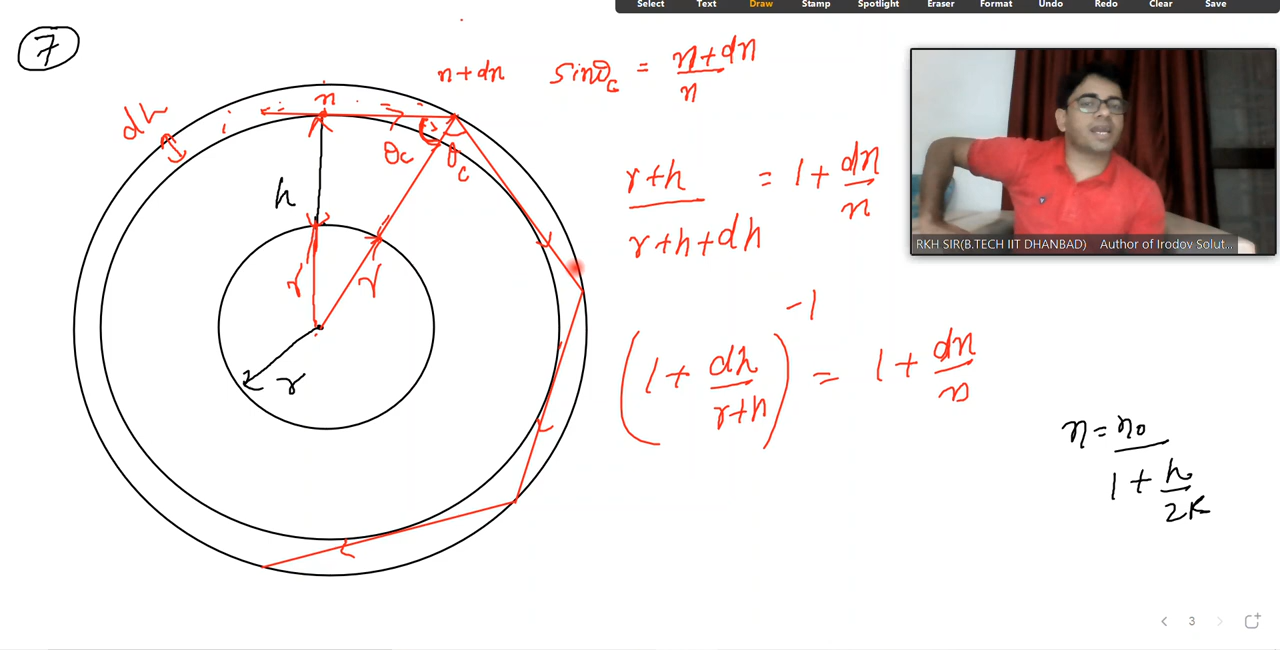 Select Text Draw Stamp Spotlight Eraser Format Undo Redo Clear Save
7
n+dn
sinθc = n+dn / n
dh
i
n
θc
θc
h
r
r
r
r+h / r+h+dh = 1+ dn/n
RKH SIR(B.TECH IIT DHANBAD) Author of Irodov Solut...
(1 + dh/r+h)^-1 = 1 + dn/n
n = n0 / 1 + h/2R
3